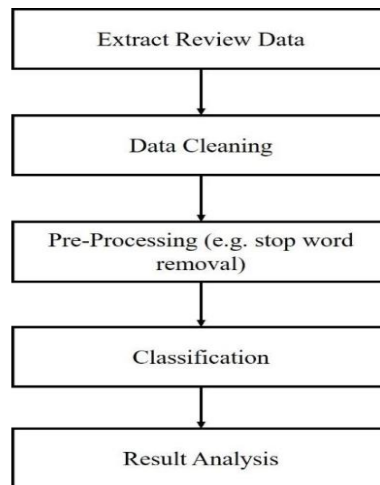 Extract Review Data
Data Cleaning
Pre-Processing (e.g. stop word
removal)
Classification
Result Analysis